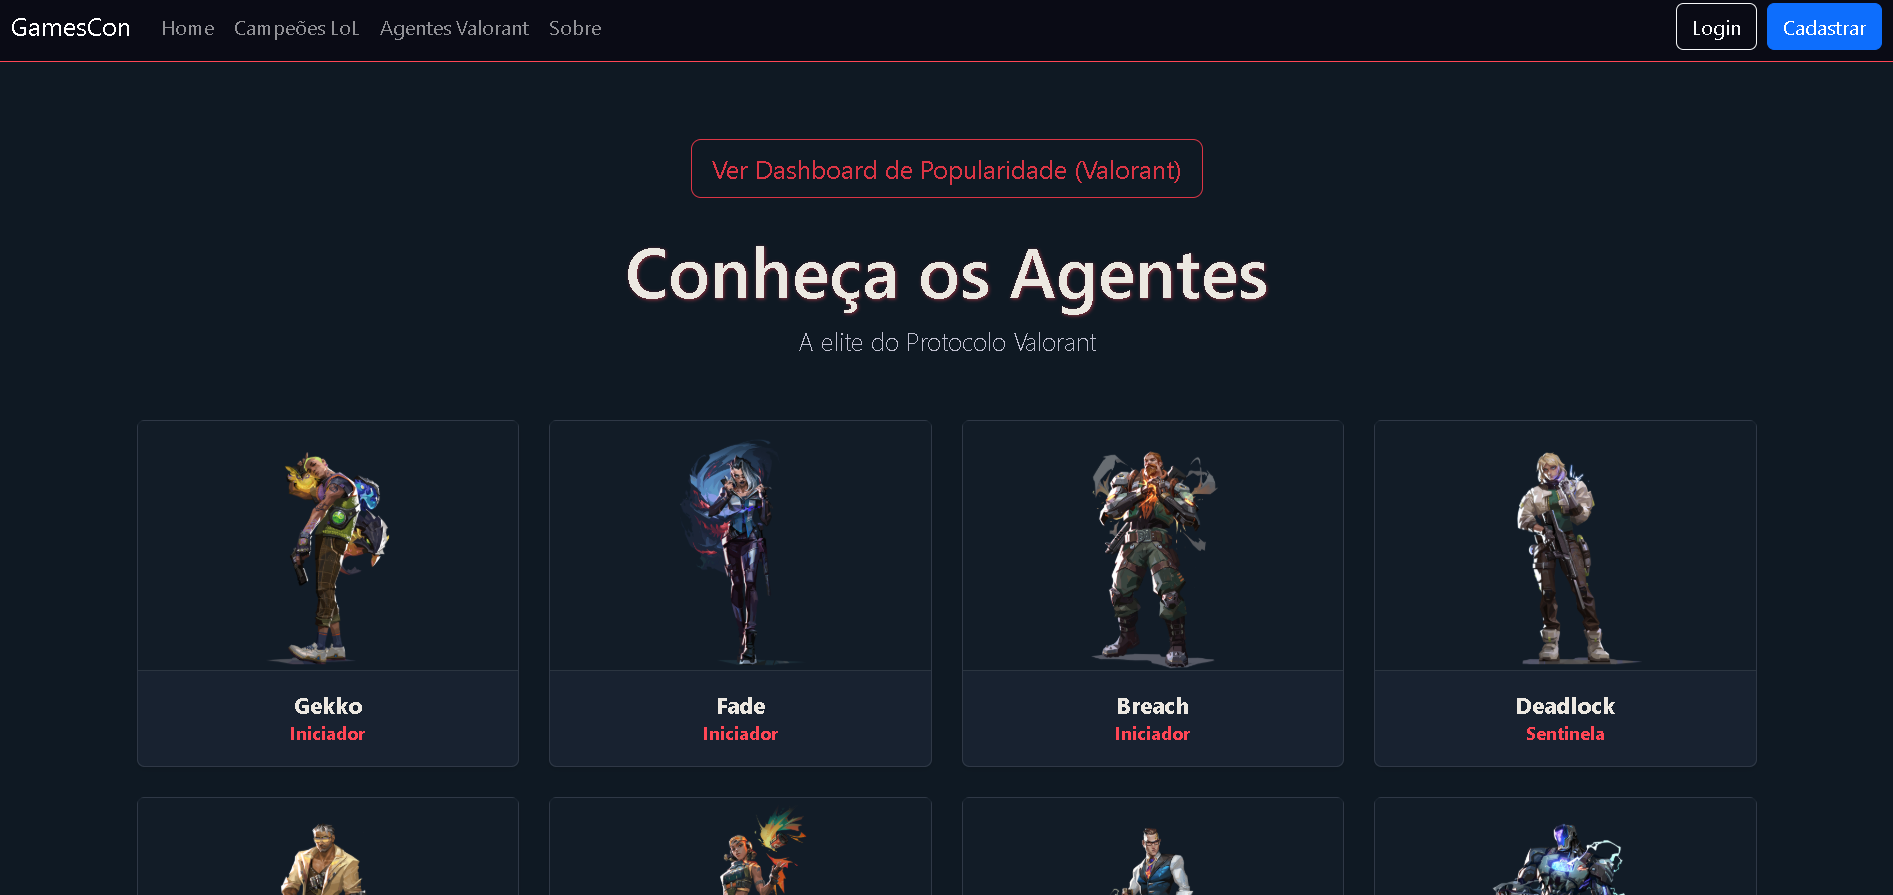 GamesCon Home Campeões LoL Agentes Valorant Sobre Login Cadastrar
Ver Dashboard de Popularidade (Valorant)
Conheça os Agentes
A elite do Protocolo Valorant
Gekko
Iniciador
Fade
Iniciador
Breach
Iniciador
Deadlock
Sentinela